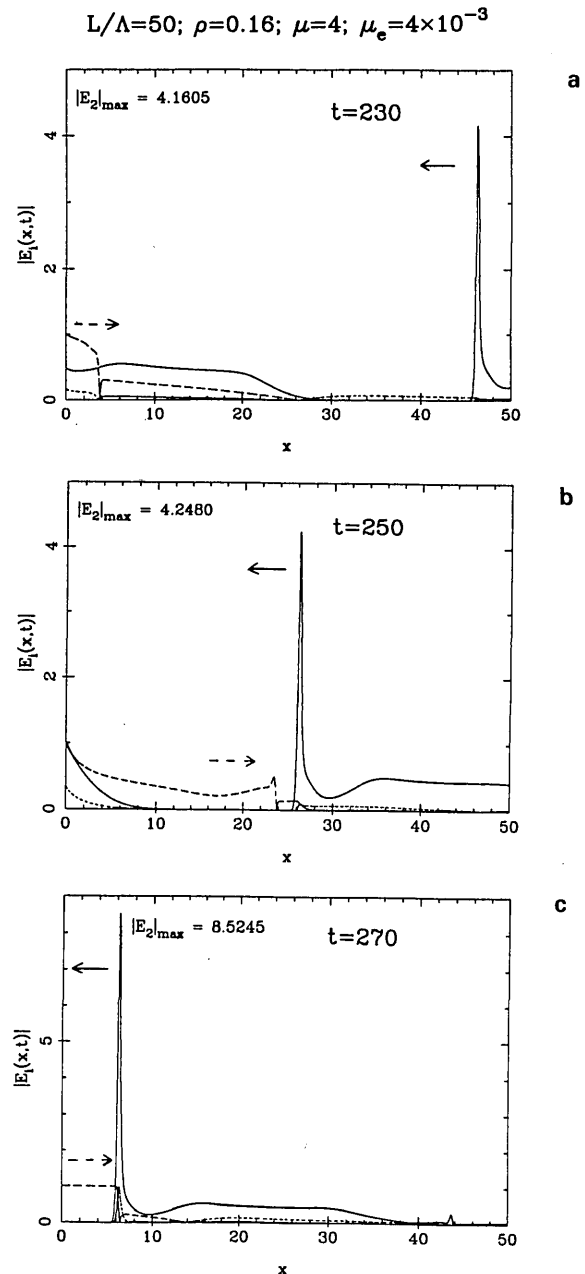 L/Λ=50; ρ=0.16; μ=4; μₑ=4×10⁻³
a
|E₂|ₘₐₓ = 4.1605
t=230
|Eᵢ(x,t)|
4
2
0
0 10 20 30 40 50
x
b
|E₂|ₘₐₓ = 4.2480
t=250
|Eᵢ(x,t)|
4
2
0
0 10 20 30 40 50
x
c
|E₂|ₘₐₓ = 8.5245
t=270
|Eᵢ(x,t)|
5
0
0 10 20 30 40 50
x